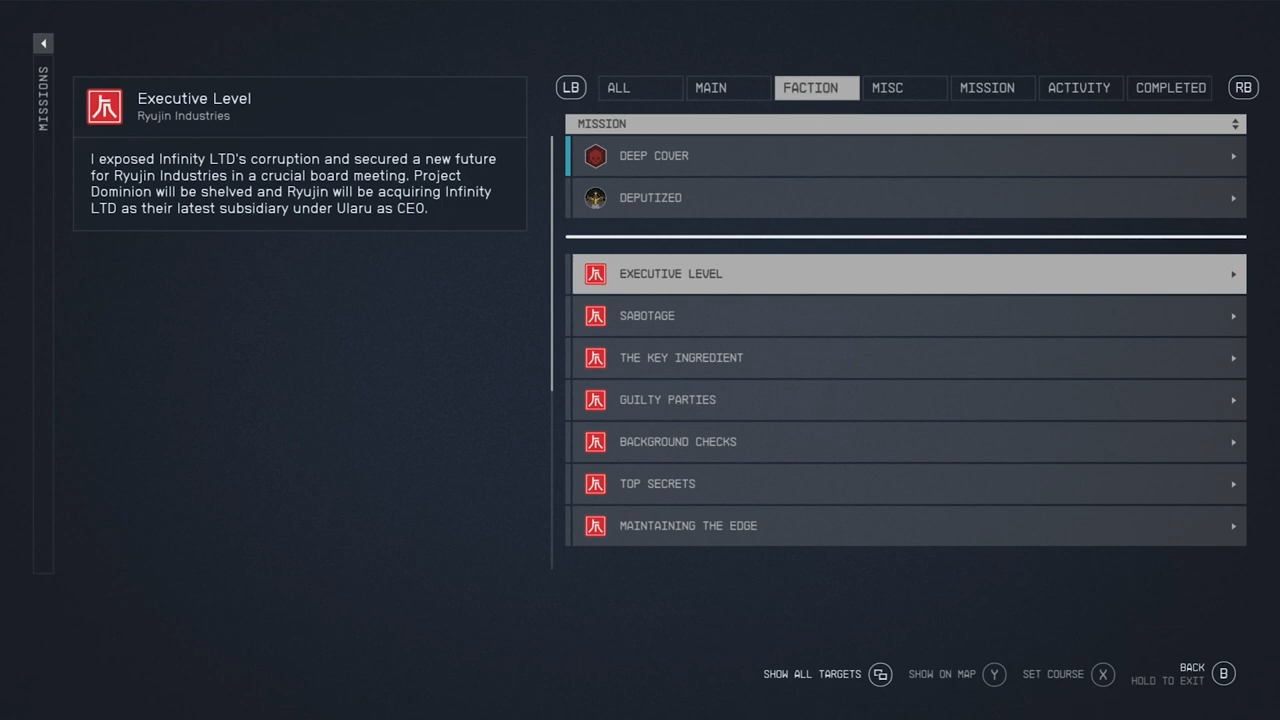 MISSIONS
Executive Level
Ryujin Industries
I exposed Infinity LTD's corruption and secured a new future
for Ryujin Industries in a crucial board meeting. Project
Dominion will be shelved and Ryujin will be acquiring Infinity
LTD as their latest subsidiary under Ularu as CEO.
LB ALL MAIN FACTION MISC MISSION ACTIVITY COMPLETED RB
MISSION
DEEP COVER
DEPUTIZED
EXECUTIVE LEVEL
SABOTAGE
THE KEY INGREDIENT
GUILTY PARTIES
BACKGROUND CHECKS
TOP SECRETS
MAINTAINING THE EDGE
SHOW ALL TARGETS SHOW ON MAP Y SET COURSE X BACK B
HOLD TO EXIT